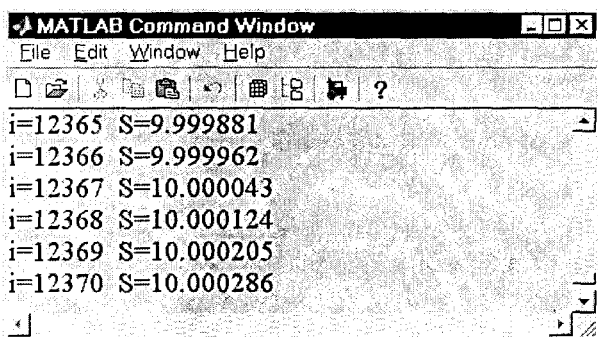 MATLAB Command Window
File Edit Window Help
?
i=12365 S=9.999881
i=12366 S=9.999962
i=12367 S=10.000043
i=12368 S=10.000124
i=12369 S=10.000205
i=12370 S=10.000286